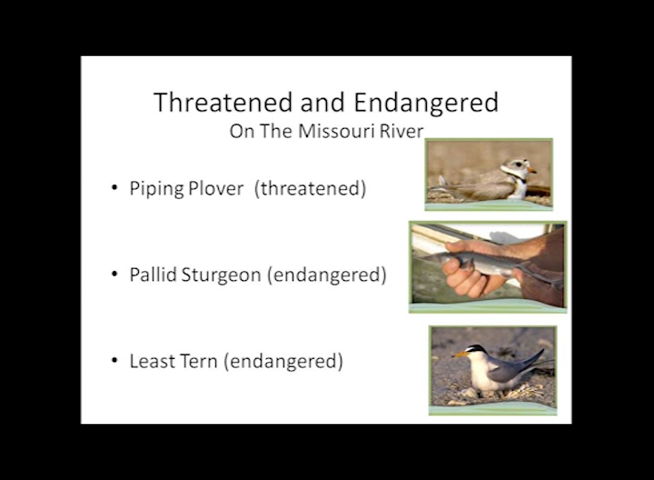 Threatened and Endangered
On The Missouri River
• Piping Plover (threatened)
• Pallid Sturgeon (endangered)
• Least Tern (endangered)